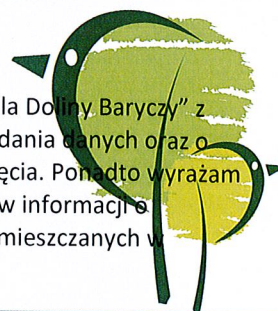 la Doliny Baryczy” z
dania danych oraz o
ęcia. Ponadto wyrażam
w informacji o
mieszczanych w